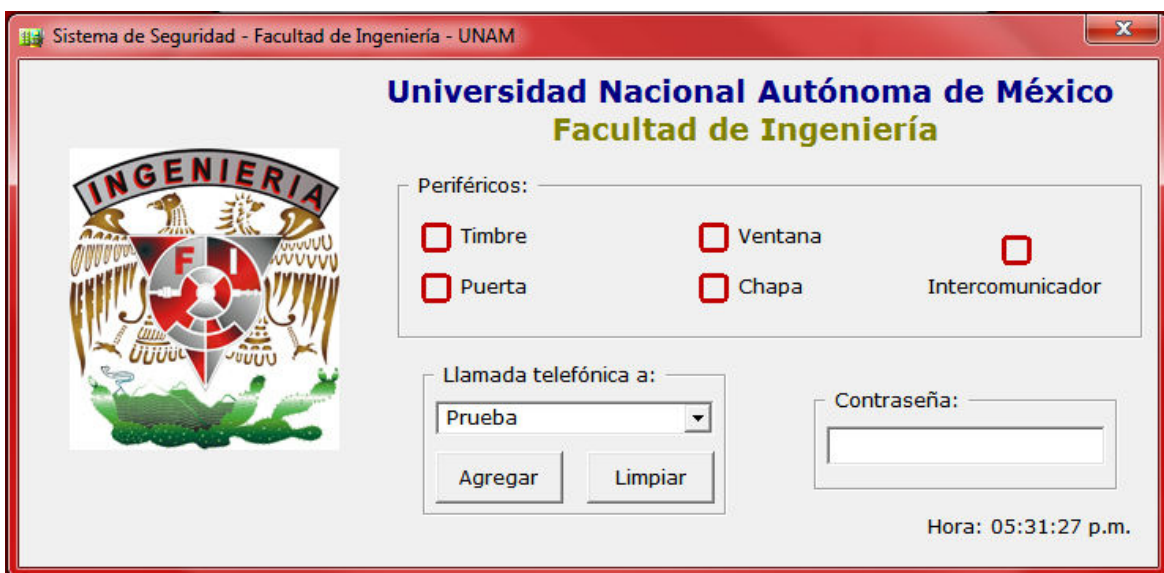 Sistema de Seguridad - Facultad de Ingeniería - UNAM
Universidad Nacional Autónoma de México
Facultad de Ingeniería
INGENIERIA
F I
Periféricos:
Timbre
Ventana
Puerta
Chapa
Intercomunicador
Llamada telefónica a:
Prueba
Agregar
Limpiar
Contraseña:
Hora: 05:31:27 p.m.